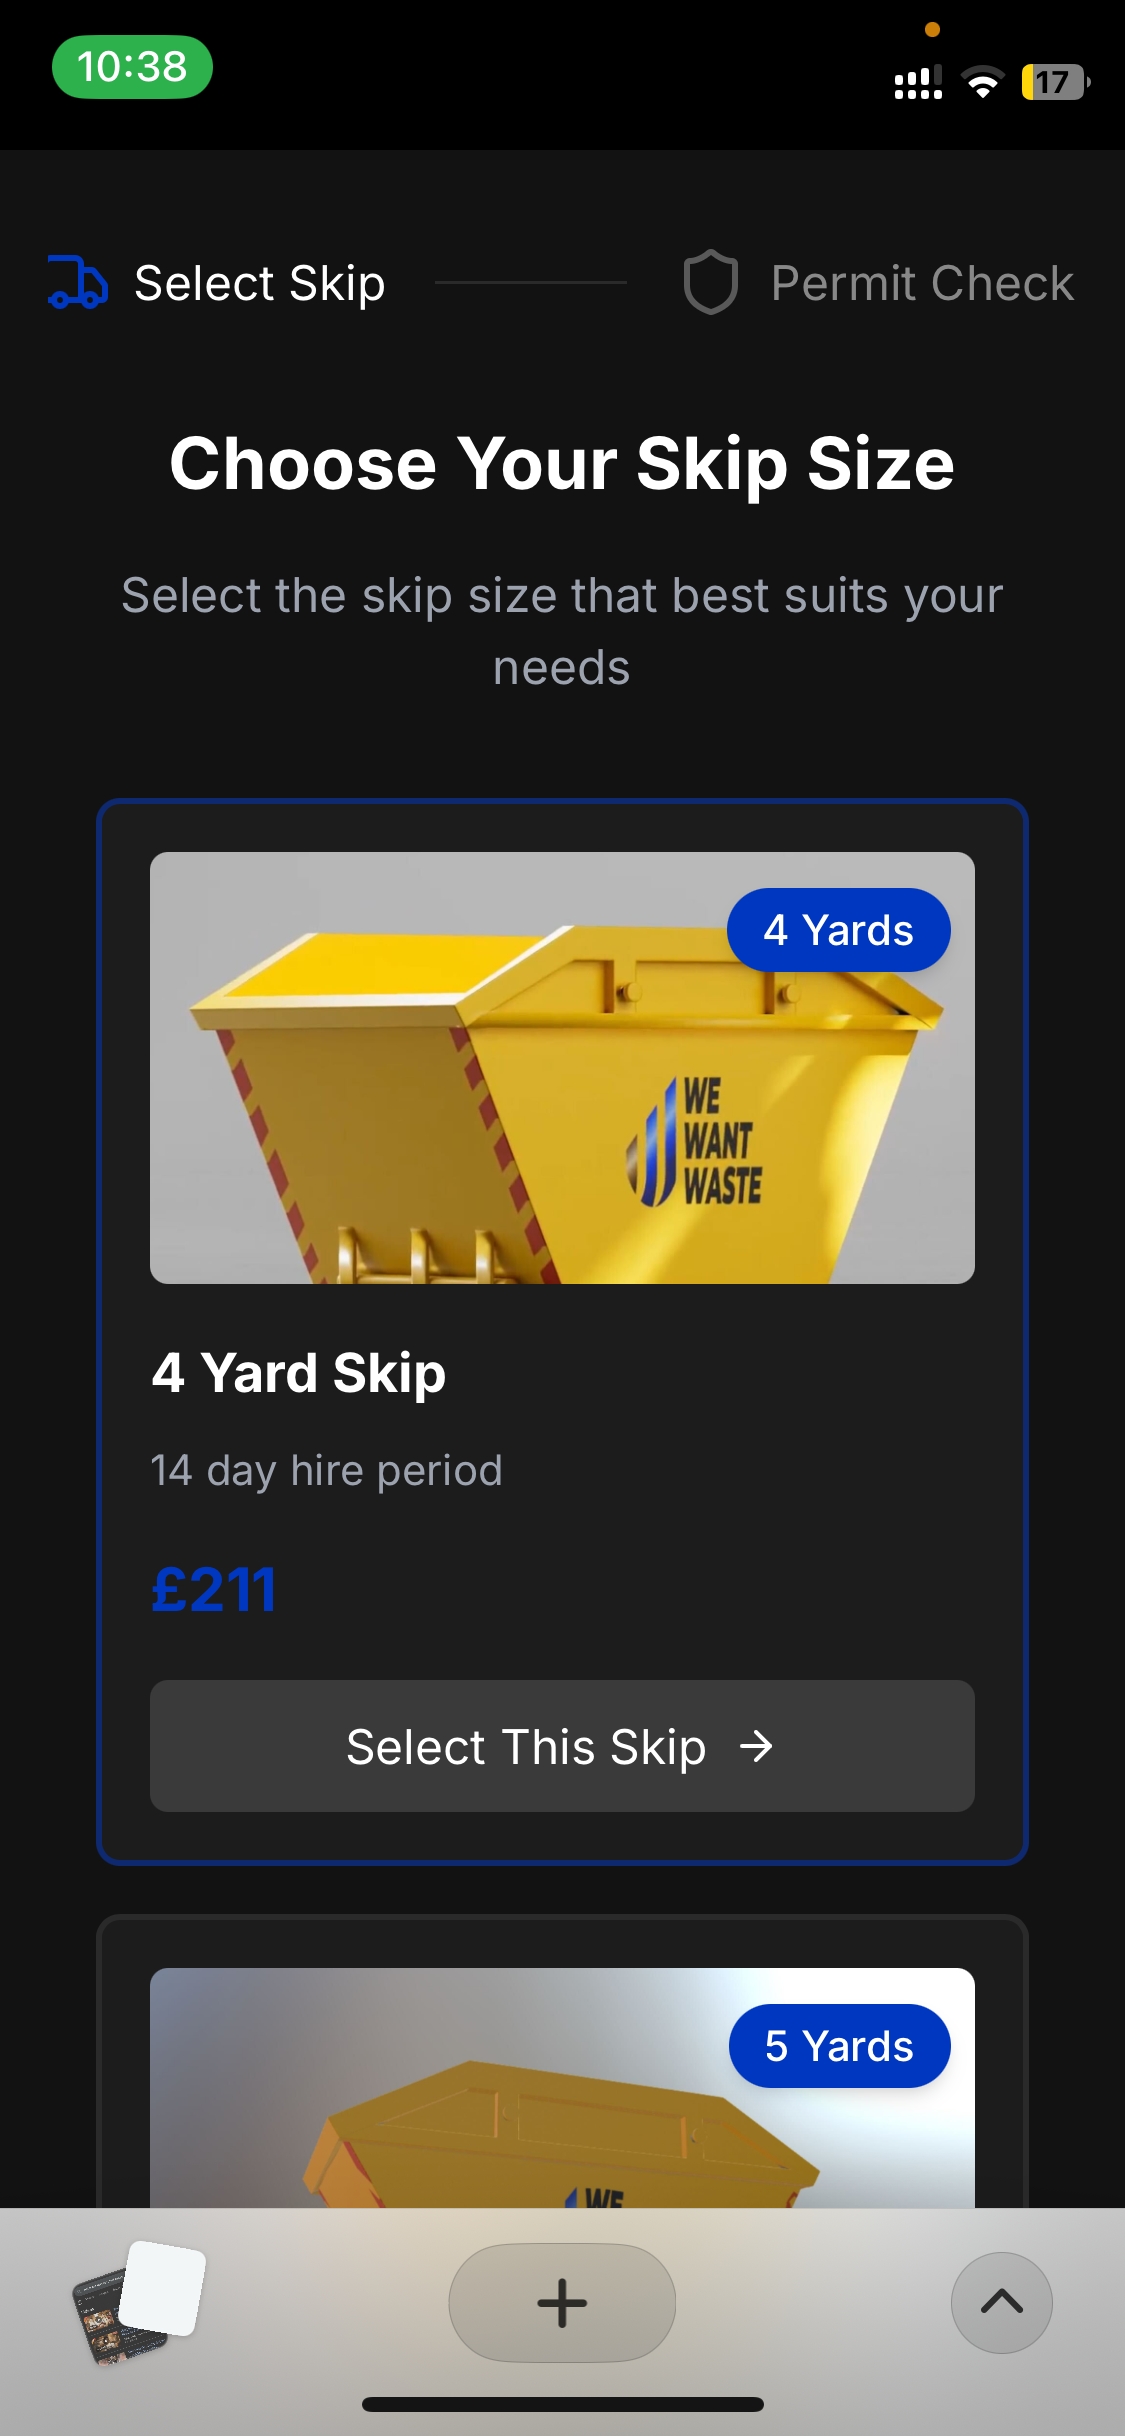 10:38
17
Select Skip
Permit Check
Choose Your Skip Size
Select the skip size that best suits your
needs
4 Yards
WE
WANT
WASTE
4 Yard Skip
14 day hire period
£211
Select This Skip
5 Yards
WE